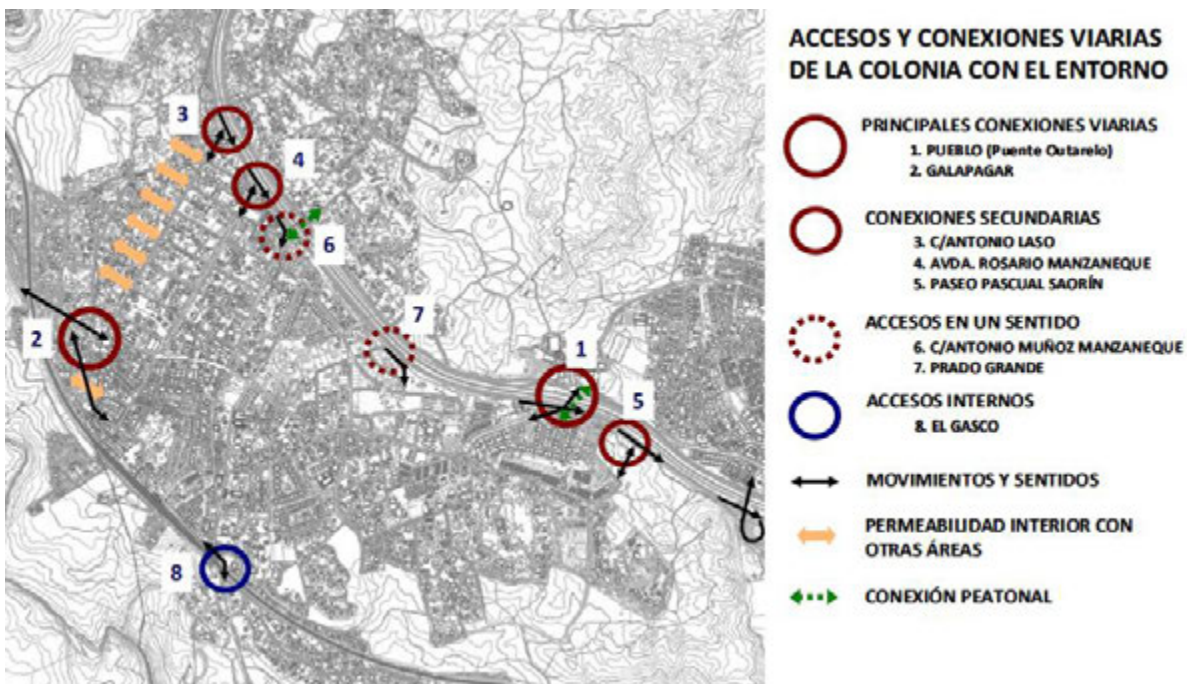 ACCESOS Y CONEXIONES VIARIAS
DE LA COLONIA CON EL ENTORNO
PRINCIPALES CONEXIONES VIARIAS
1. PUEBLO (Puente Outarelo)
2. GALAPAGAR
CONEXIONES SECUNDARIAS
3. C/ANTONIO LASO
4. AVDA. ROSARIO MANZANEQUE
5. PASEO PASCUAL SAORÍN
ACCESOS EN UN SENTIDO
6. C/ANTONIO MUÑOZ MANZANEQUE
7. PRADO GRANDE
ACCESOS INTERNOS
8. EL GASCO
MOVIMIENTOS Y SENTIDOS
PERMEABILIDAD INTERIOR CON
OTRAS ÁREAS
CONEXIÓN PEATONAL
3
4
6
7
2
1
5
8